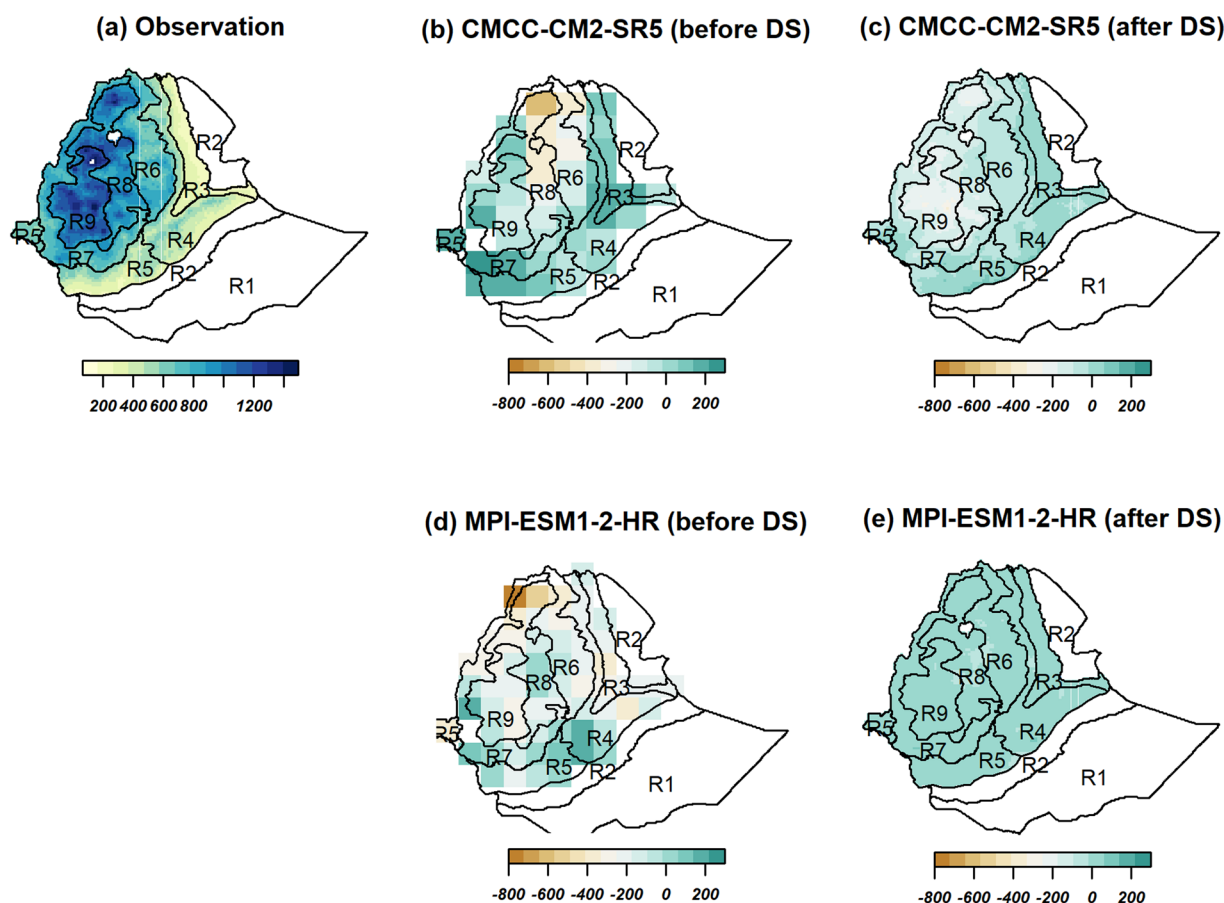 (a) Observation
R2
R6
R3
R8
R9
R5
R4
R7
R5
R2
R1
200 400 600 800 1200
(b) CMCC-CM2-SR5 (before DS)
R2
R6
R3
R8
R9
R5
R4
R7
R5
R2
R1
-800 -600 -400 -200 0 200
(c) CMCC-CM2-SR5 (after DS)
R2
R6
R3
R8
R9
R5
R4
R7
R5
R2
R1
-800 -600 -400 -200 0 200
(d) MPI-ESM1-2-HR (before DS)
R2
R6
R3
R8
R9
R5
R4
R7
R5
R2
R1
-800 -600 -400 -200 0 200
(e) MPI-ESM1-2-HR (after DS)
R2
R6
R3
R8
R9
R5
R4
R7
R5
R2
R1
-800 -600 -400 -200 0 200